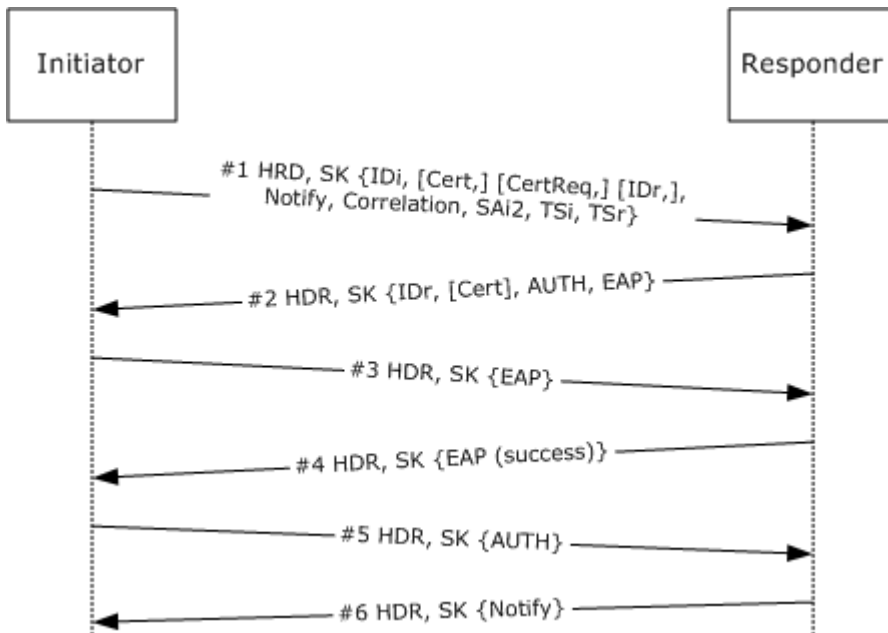 Initiator
Responder
#1 HRD, SK {IDi, [Cert,] [CertReq,] [IDr,],
Notify, Correlation, SAi2, TSi, TSr}
#2 HDR, SK {IDr, [Cert], AUTH, EAP}
#3 HDR, SK {EAP}
#4 HDR, SK {EAP (success)}
#5 HDR, SK {AUTH}
#6 HDR, SK {Notify}